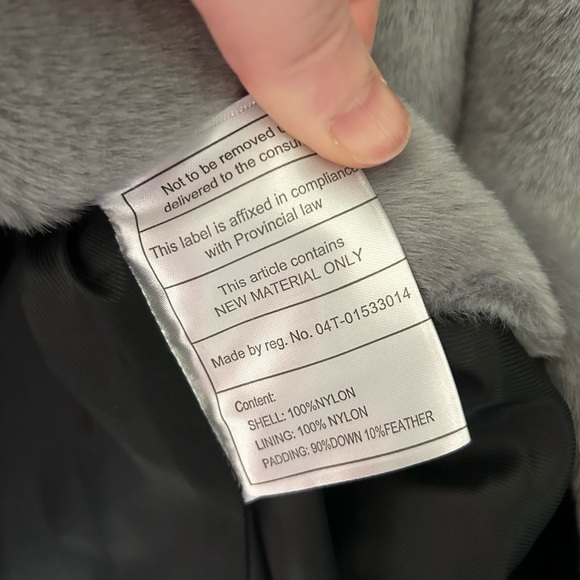 Not to be removed
delivered to the
This label is affixed in compliance
with Provincial law
This article contains
NEW MATERIAL ONLY
Made by reg. No. 04T-01533014
Content:
SHELL: 100%NYLON
LINING: 100% NYLON
PADDING: 90%DOWN 10%FEATHER